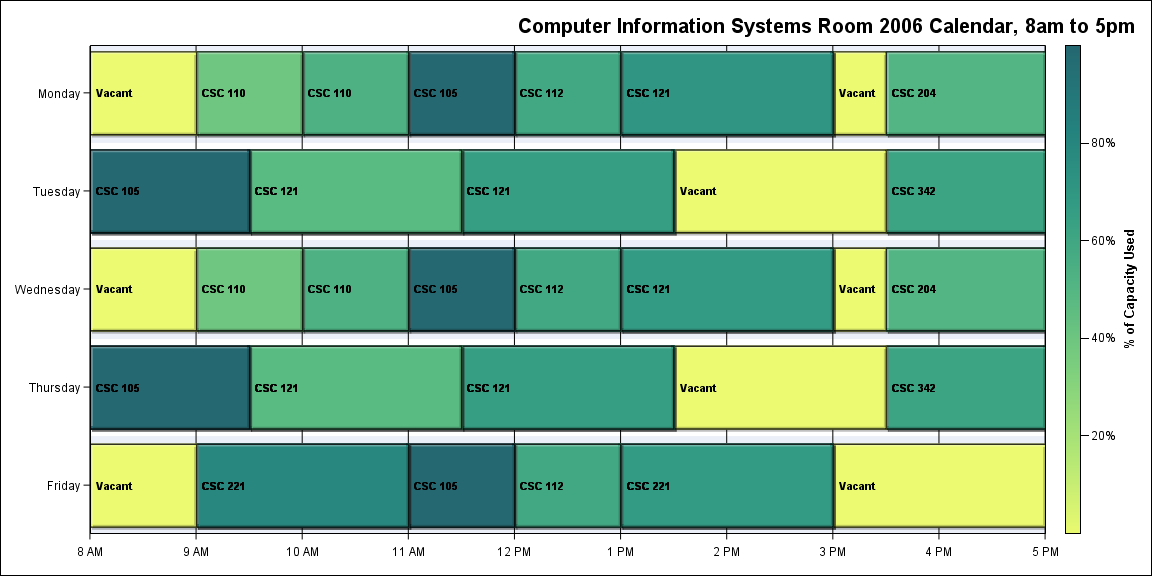 Computer Information Systems Room 2006 Calendar, 8am to 5pm
Monday
Vacant
CSC 110
CSC 110
CSC 105
CSC 112
CSC 121
Vacant
CSC 204
Tuesday
CSC 105
CSC 121
CSC 121
Vacant
CSC 342
Wednesday
Vacant
CSC 110
CSC 110
CSC 105
CSC 112
CSC 121
Vacant
CSC 204
Thursday
CSC 105
CSC 121
CSC 121
Vacant
CSC 342
Friday
Vacant
CSC 221
CSC 105
CSC 112
CSC 221
Vacant
8 AM
9 AM
10 AM
11 AM
12 PM
1 PM
2 PM
3 PM
4 PM
5 PM
80%
60%
40%
20%
% of Capacity Used